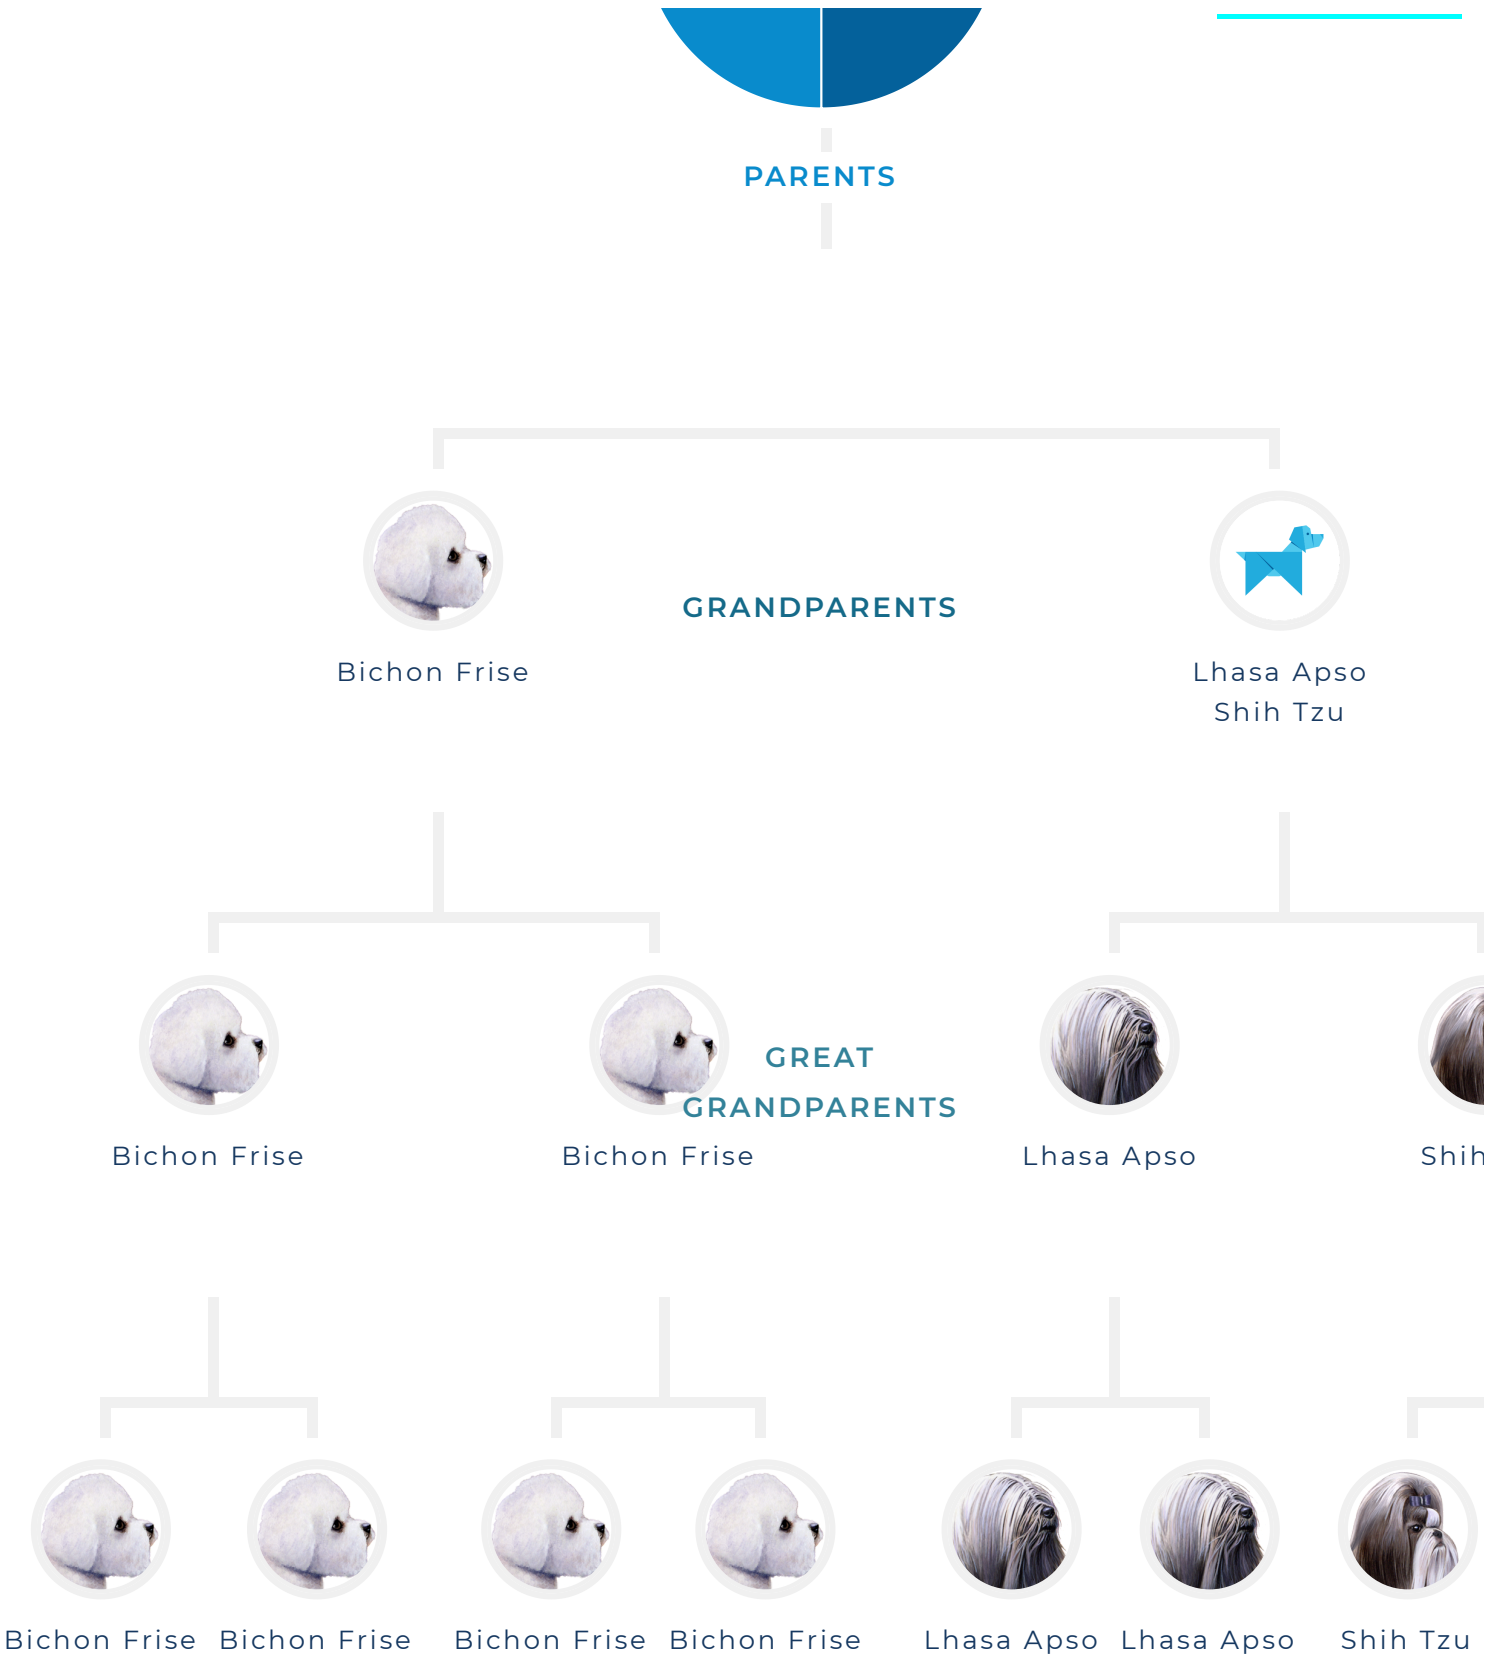 PARENTS
Bichon Frise
GRANDPARENTS
Lhasa Apso
Shih Tzu
GREAT
GRANDPARENTS
Bichon Frise
Bichon Frise
Lhasa Apso
Shih
Bichon Frise
Bichon Frise
Bichon Frise
Bichon Frise
Lhasa Apso
Lhasa Apso
Shih Tzu